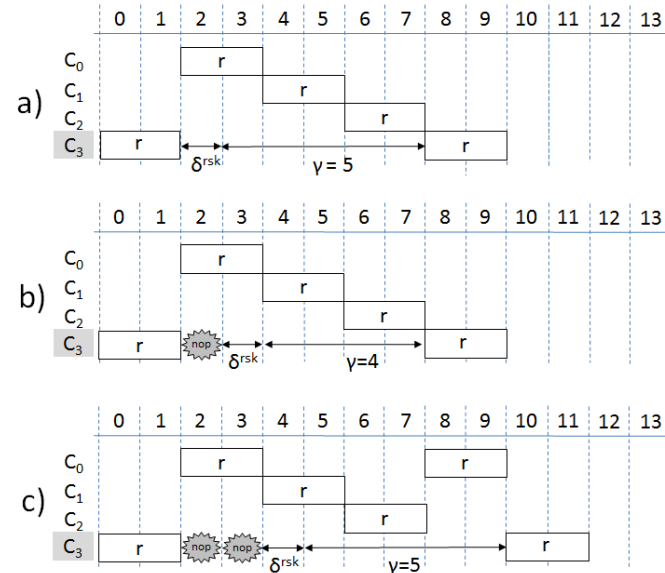 0 1 2 3 4 5 6 7 8 9 10 11 12 13
C0 r
C1 r
a)
C2 r
C3 r r
δrsk γ = 5
0 1 2 3 4 5 6 7 8 9 10 11 12 13
C0 r
C1 r
b)
C2 r
C3 r nop r
δrsk γ=4
0 1 2 3 4 5 6 7 8 9 10 11 12 13
C0 r r
C1 r
c)
C2 r
C3 r nop nop r
δrsk γ=5